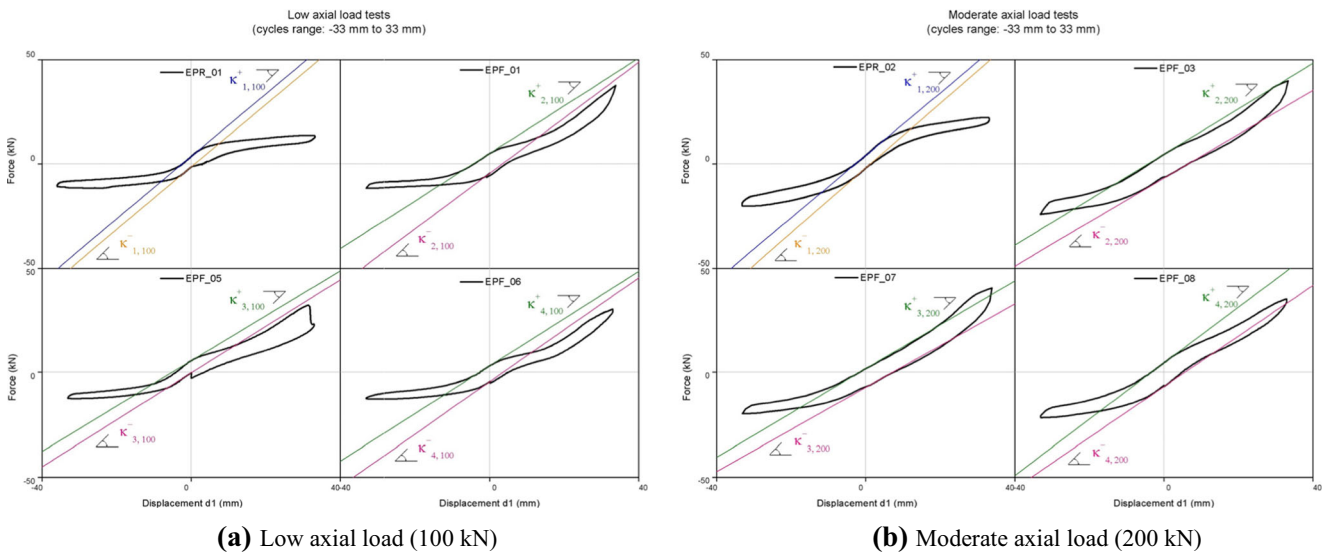 Low axial load tests
(cycles range: -33 mm to 33 mm)
50
Force (kN)
0
-50
EPR_01
κ+1, 100
κ-1, 100
EPF_01
κ+2, 100
κ-2, 100
50
Force (kN)
0
-50
EPF_05
κ+3, 100
κ-3, 100
EPF_06
κ+4, 100
κ-4, 100
-40 0 40-40 0 40
Displacement d1 (mm) Displacement d1 (mm)
(a) Low axial load (100 kN)
Moderate axial load tests
(cycles range: -33 mm to 33 mm)
50
Force (kN)
0
-50
EPR_02
κ+1, 200
κ-1, 200
EPF_03
κ+2, 200
κ-2, 200
50
Force (kN)
0
-50
EPF_07
κ+3, 200
κ-3, 200
EPF_08
κ+4, 200
κ-4, 200
-40 0 40-40 0 40
Displacement d1 (mm) Displacement d1 (mm)
(b) Moderate axial load (200 kN)